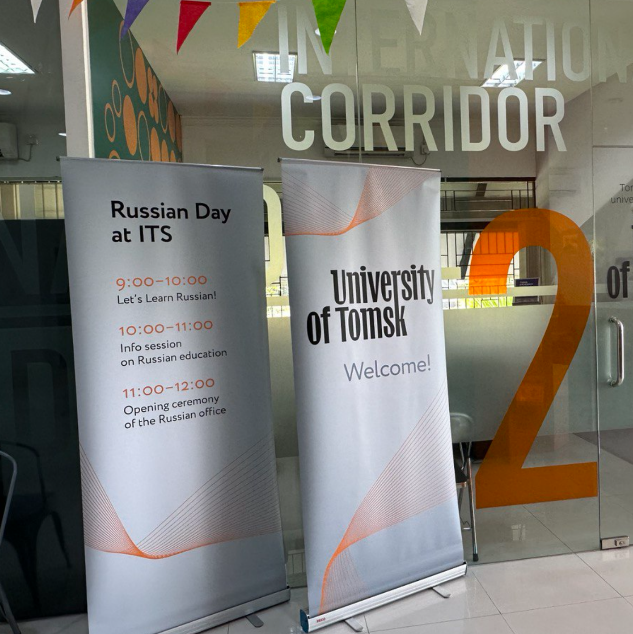 INTERNATION
CORRIDOR
2
Russian Day
at ITS
9:00–10:00
Let's Learn Russian!
10:00–11:00
Info session
on Russian education
11:00–12:00
Opening ceremony
of the Russian office
University
of Tomsk
Welcome!
of